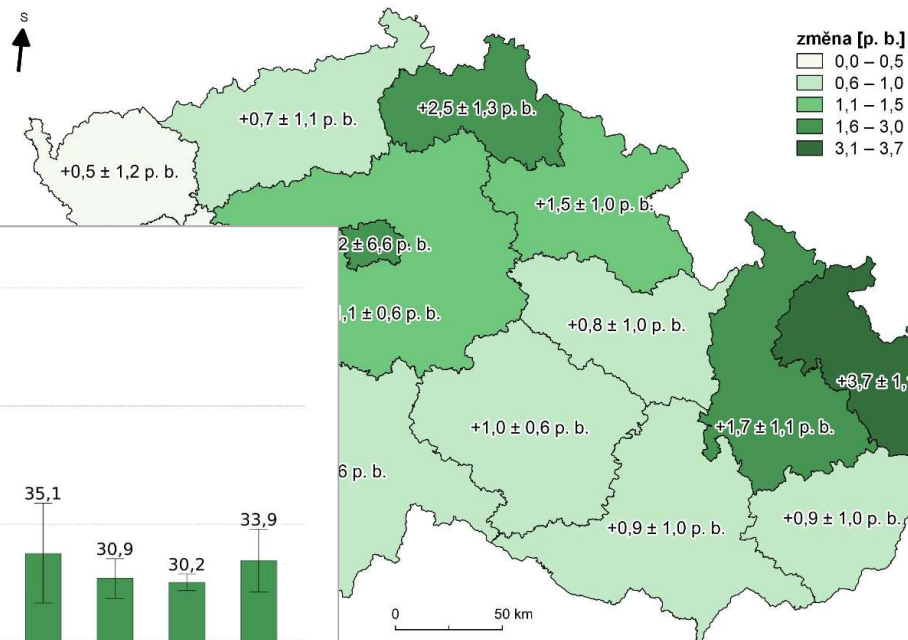 S
změna [p. b.]
0,0 – 0,5
0,6 – 1,0
1,1 – 1,5
1,6 – 3,0
3,1 – 3,7
+2,5 ± 1,3 p. b.
+0,7 ± 1,1 p. b.
+0,5 ± 1,2 p. b.
+1,5 ± 1,0 p. b.
2 ± 6,6 p. b.
,1 ± 0,6 p. b.
+0,8 ± 1,0 p. b.
+3,7 ± 1,
+1,0 ± 0,6 p. b.
+1,7 ± 1,1 p. b.
6 p. b.
+0,9 ± 1,0 p. b.
+0,9 ± 1,0 p. b.
35,1
30,9
30,2
33,9
0 50 km